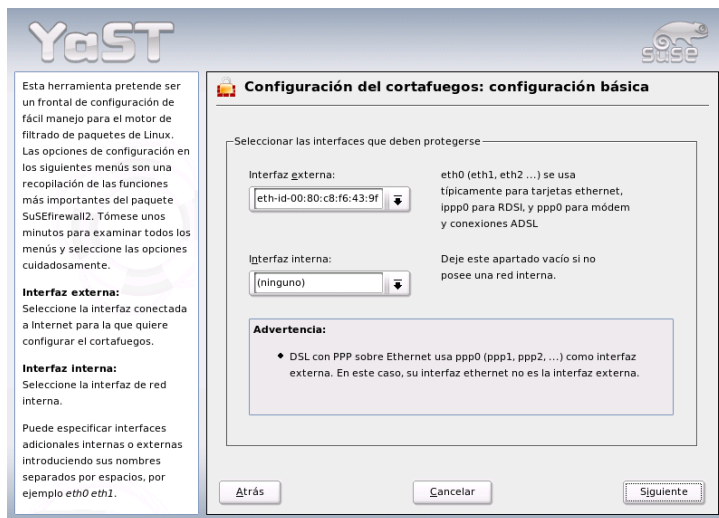 YaST
suse
Esta herramienta pretende ser
un frontal de configuración de
fácil manejo para el motor de
filtrado de paquetes de Linux.
Las opciones de configuración en
los siguientes menús son una
recopilación de las funciones
más importantes del paquete
SuSEfirewall2. Tómese unos
minutos para examinar todos los
menús y seleccione las opciones
cuidadosamente.
Interfaz externa:
Seleccione la interfaz conectada
a Internet para la que quiere
configurar el cortafuegos.
Interfaz interna:
Seleccione la interfaz de red
interna.
Puede especificar interfaces
adicionales internas o externas
introduciendo sus nombres
separados por espacios, por
ejemplo eth0 eth1.
Configuración del cortafuegos: configuración básica
Seleccionar las interfaces que deben protegerse
Interfaz externa:
eth-id-00:80:c8:f6:43:9f
eth0 (eth1, eth2 ...) se usa
típicamente para tarjetas ethernet,
ippp0 para RDSI, y ppp0 para módem
y conexiones ADSL
Interfaz interna:
(ninguno)
Deje este apartado vacío si no
posee una red interna.
Advertencia:
◆ DSL con PPP sobre Ethernet usa ppp0 (ppp1, ppp2, ...) como interfaz
externa. En este caso, su interfaz ethernet no es la interfaz externa.
Atrás
Cancelar
Siguiente